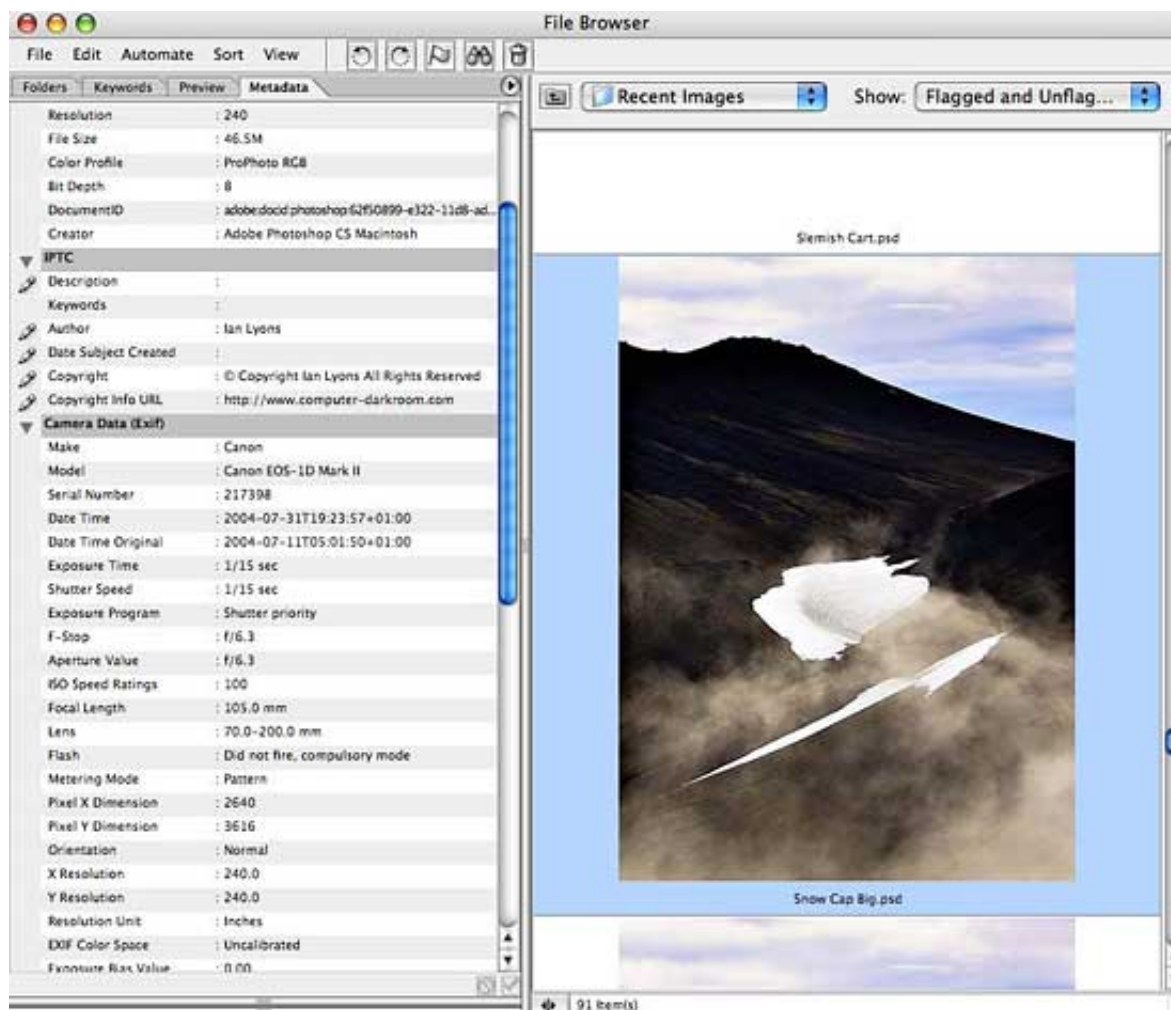 File Browser
File Edit Automate Sort View
Folders Keywords Preview Metadata
Resolution : 240
File Size : 46.5M
Color Profile : ProPhoto RGB
Bit Depth : 8
DocumentID : adobe:docid:photoshop:62f50899-e322-11d8-ad...
Creator : Adobe Photoshop CS Macintosh
IPTC
Description :
Keywords :
Author : Ian Lyons
Date Subject Created :
Copyright : © Copyright Ian Lyons All Rights Reserved
Copyright Info URL : http://www.computer-darkroom.com
Camera Data (Exif)
Make : Canon
Model : Canon EOS-1D Mark II
Serial Number : 217398
Date Time : 2004-07-31T19:23:57+01:00
Date Time Original : 2004-07-11T05:01:50+01:00
Exposure Time : 1/15 sec
Shutter Speed : 1/15 sec
Exposure Program : Shutter priority
F-Stop : f/6.3
Aperture Value : f/6.3
ISO Speed Ratings : 100
Focal Length : 105.0 mm
Lens : 70.0-200.0 mm
Flash : Did not fire, compulsory mode
Metering Mode : Pattern
Pixel X Dimension : 2640
Pixel Y Dimension : 3616
Orientation : Normal
X Resolution : 240.0
Y Resolution : 240.0
Resolution Unit : Inches
EXIF Color Space : Uncalibrated
Exposure Bias Value : 0.00
Recent Images
Show: Flagged and Unflag...
Slemish Cart.psd
Snow Cap Big.psd
91 Item(s)